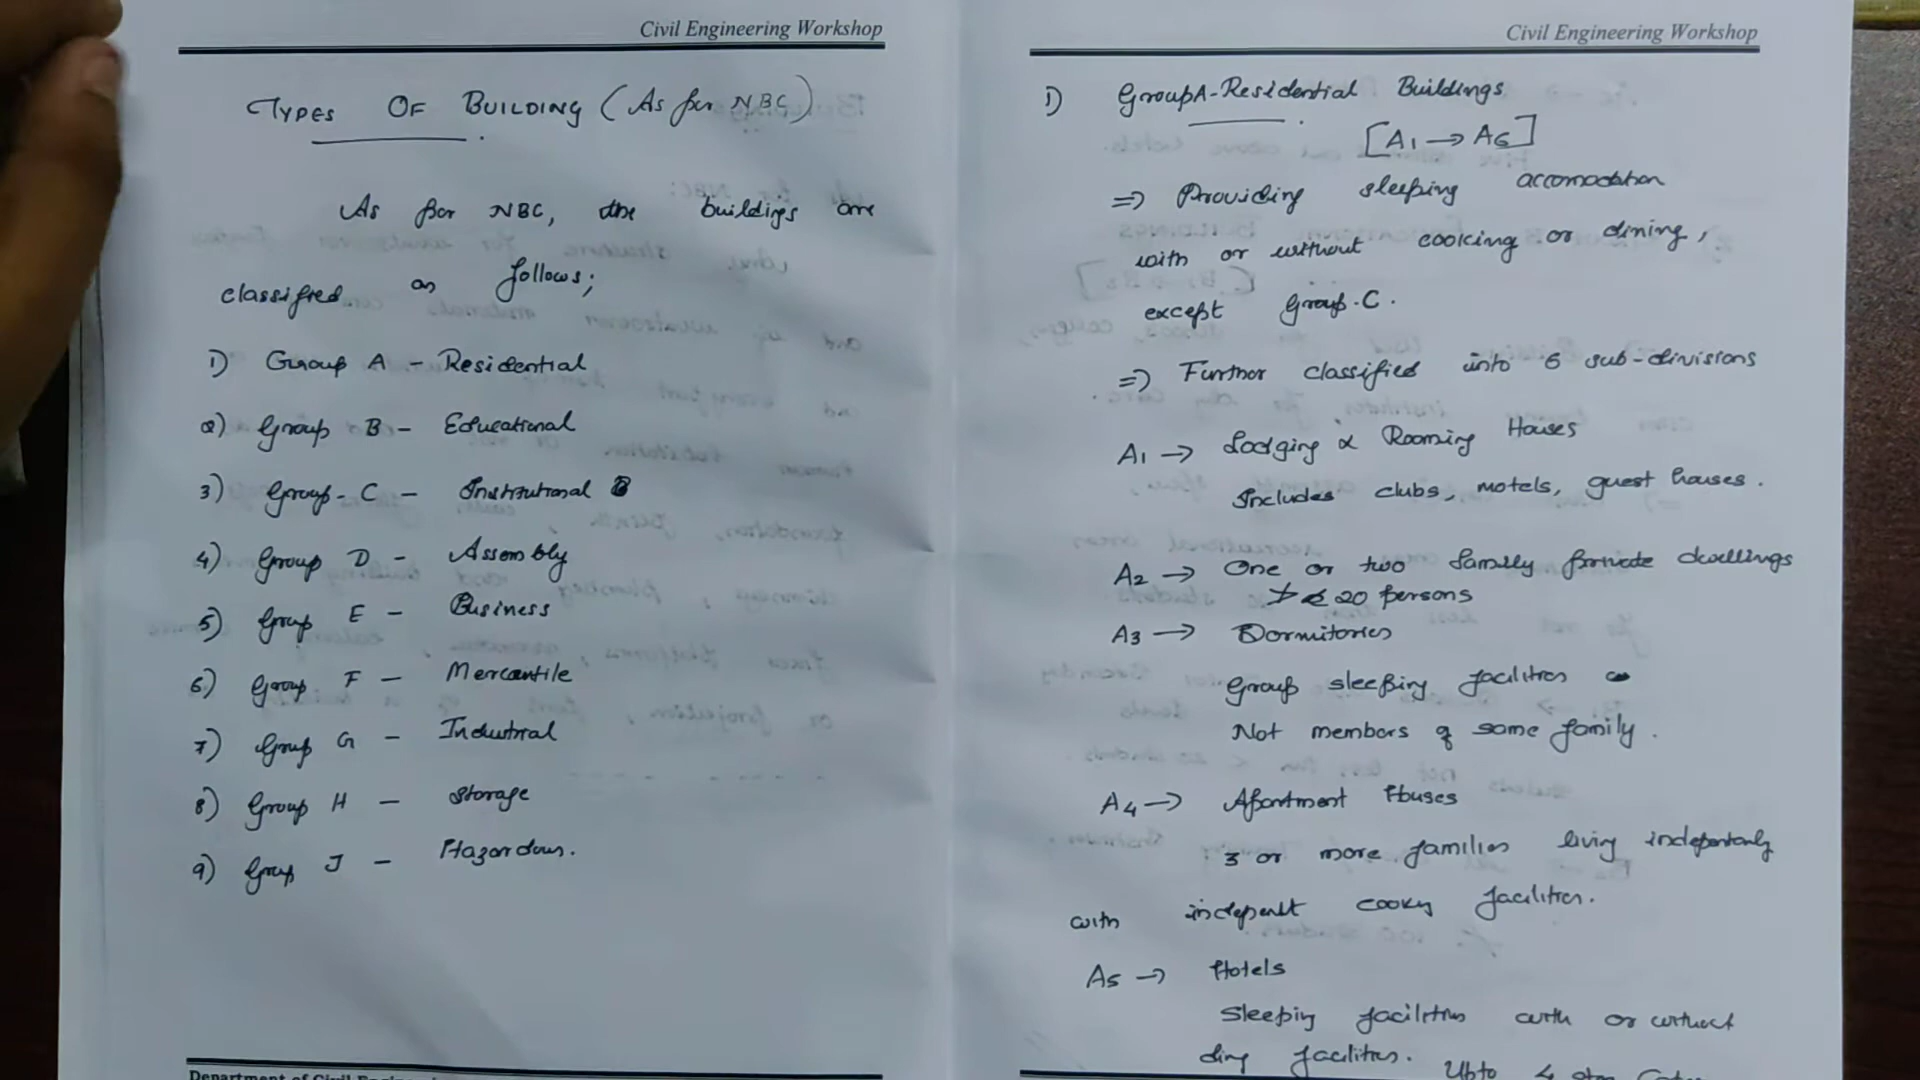 Civil Engineering Workshop
TYPES OF BUILDING (As per NBC)
As per NBC, the buildings are
classified as follows;
1) Group A - Residential
2) Group B - Educational
3) Group - C - Institutional
4) Group D - Assembly
5) Group E - Business
6) Group F - Mercantile
7) Group G - Industrial
8) Group H - Storage
9) Group J - Hazardous.
Civil Engineering Workshop
1) Group A - Residential Buildings
[A1 → A6]
⇒ Providing sleeping accomodation
with or without cooking or dining,
except Group-C.
⇒ Further classified into 6 sub-divisions
A1 → Lodging & Rooming Houses
Includes clubs, motels, guest houses.
A2 → One or two family private dwellings
20 persons
A3 → Dormitories
Group sleeping facilities
Not members of same family.
A4 → Apartment Houses
3 or more families living
with cooking facilities.
A5 → Hotels
Sleeping facilities with or without
facilities. Upto 4
Department of Civil